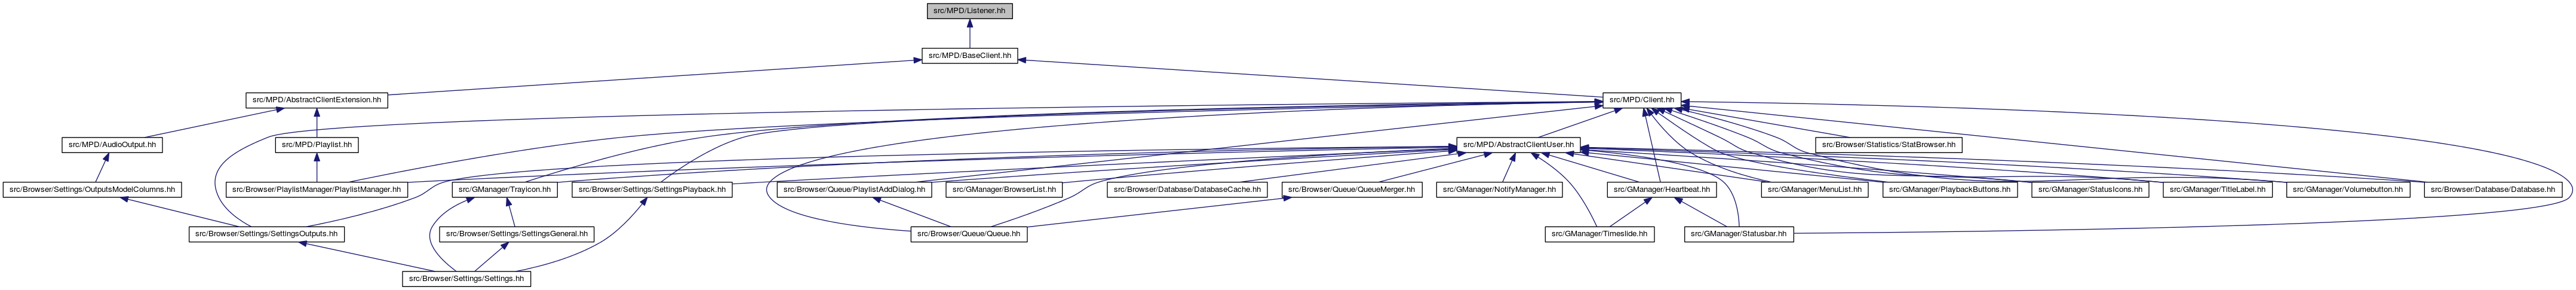 src/MPD/Listener.hh
src/MPD/BaseClient.hh
src/MPD/AbstractClientExtension.hh
src/MPD/Client.hh
src/MPD/AudioOutput.hh
src/MPD/Playlist.hh
src/MPD/AbstractClientUser.hh
src/Browser/Statistics/StatBrowser.hh
src/Browser/Settings/OutputsModelColumns.hh
src/Browser/PlaylistManager/PlaylistManager.hh
src/GManager/TrayIcon.hh
src/Browser/Settings/SettingsPlayback.hh
src/Browser/Queue/PlaylistAddDialog.hh
src/GManager/BrowserList.hh
src/Browser/Database/DatabaseCache.hh
src/Browser/Queue/QueueMerger.hh
src/GManager/NotifyManager.hh
src/GManager/Heartbeat.hh
src/GManager/MenuList.hh
src/GManager/PlaybackButtons.hh
src/GManager/StatusIcons.hh
src/GManager/TitleLabel.hh
src/GManager/Volumebutton.hh
src/Browser/Database/Database.hh
src/Browser/Settings/SettingsOutputs.hh
src/Browser/Settings/SettingsGeneral.hh
src/Browser/Queue/Queue.hh
src/GManager/Timeslide.hh
src/GManager/Statusbar.hh
src/Browser/Settings/Settings.hh